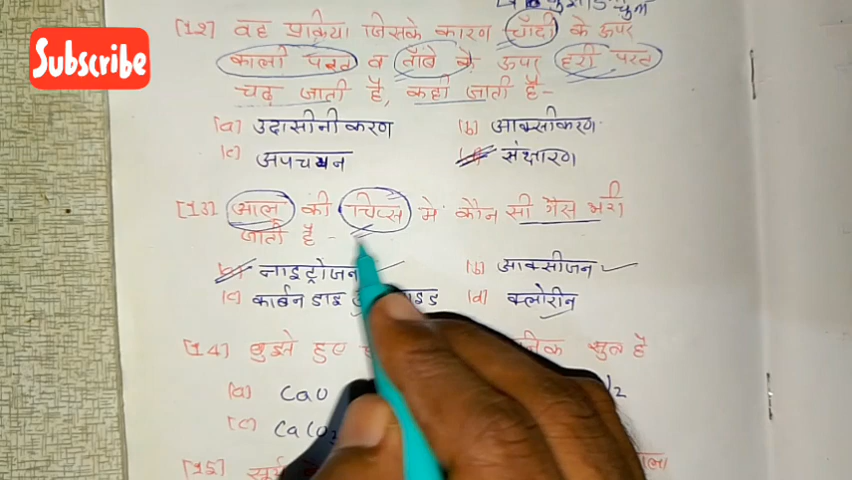 चुर्ण
Subscribe
[12] वह प्रक्रिया जिसके कारण चाँदी के ऊपर
काली परत व ताँबे के ऊपर हरी परत
चढ़ जाती है, कही जाती है-
(a) उदासीनीकरण (b) आक्सीकरण
(c) अपचयन संक्षारण
[13] आलू की चिप्स मे कौन सी गैस भरी
जाती है -
(a) नाइट्रोजन (b) आक्सीजन
(c) कार्बन डाइ (d) क्लोरीन
[14] बुझे हुए सूत्र है
(a) CaO
(c) CaCO3
[15]